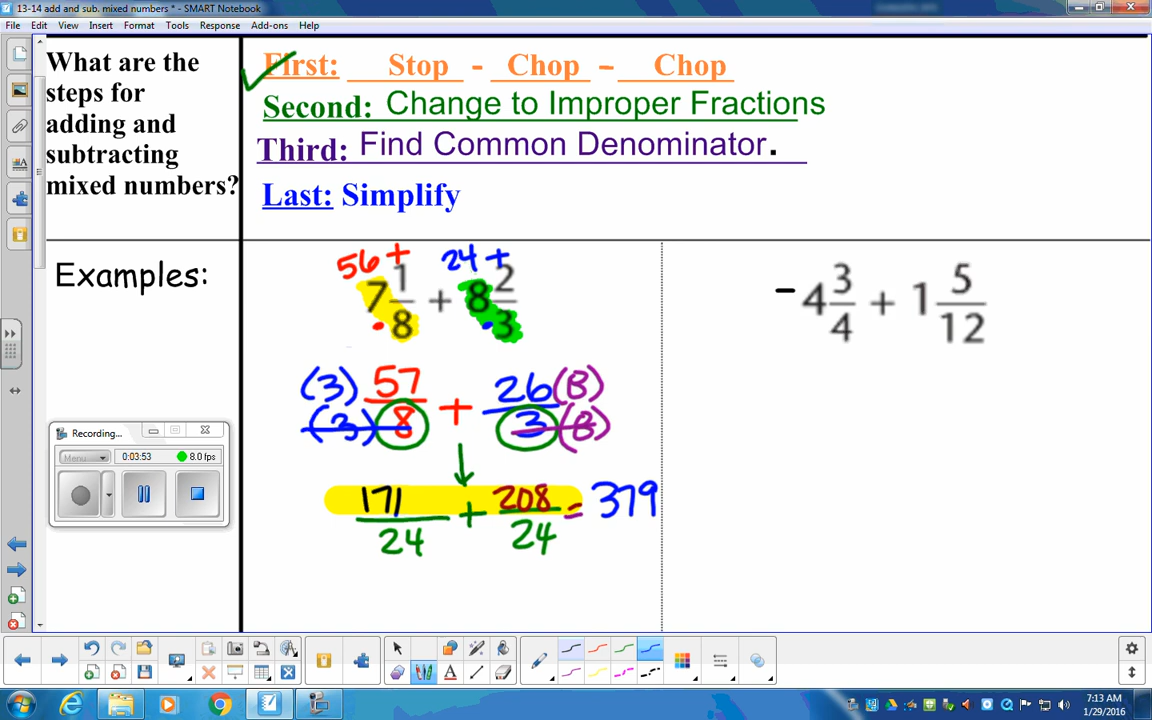 13-14 add and sub. mixed numbers * - SMART Notebook
File Edit View Insert Format Tools Response Add-ons Help
What are the
steps for
adding and
subtracting
mixed numbers?
First: Stop - Chop - Chop
Second: Change to Improper Fractions
Third: Find Common Denominator.
Last: Simplify
Examples:
56 + 24 +
7 1/8 + 8 2/3
(3) 57 + 26 (8)
(3) 8 3 (8)
171 + 208 = 379
24 24
-4 3/4 + 1 5/12
Recording...
Menu 0:03:53 8.0 fps
7:13 AM
1/29/2016